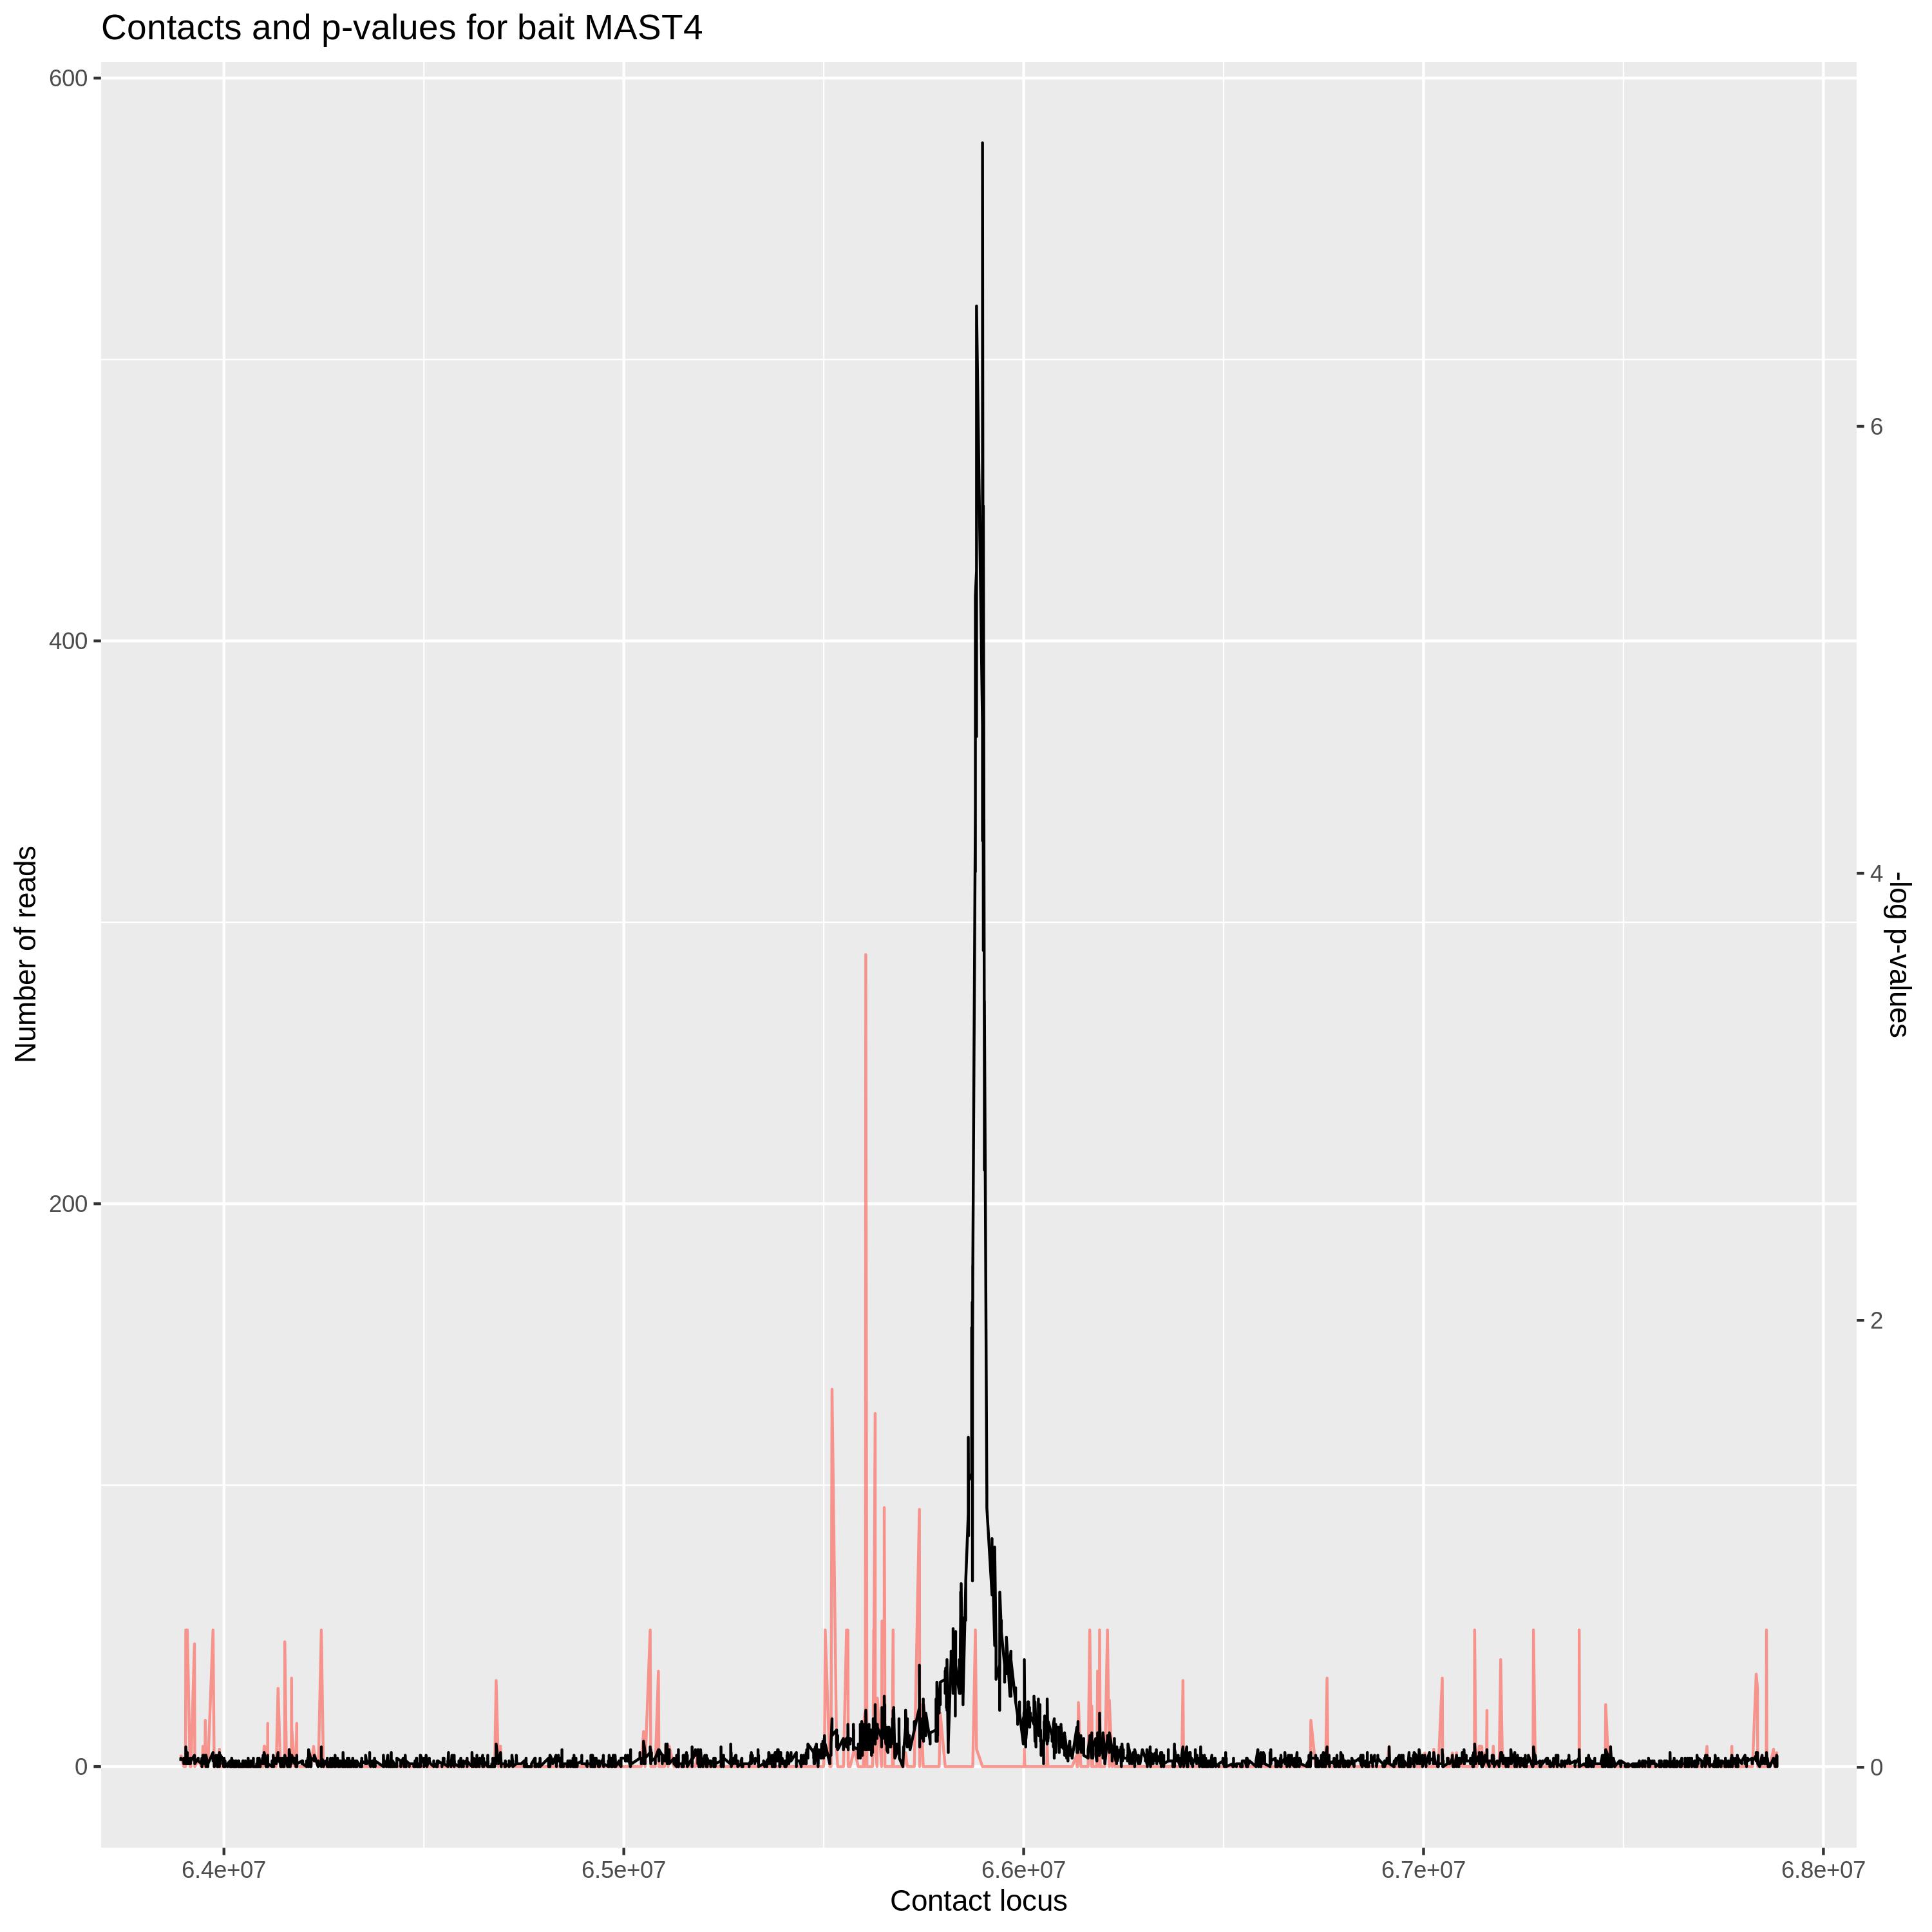 Contacts and p-values for bait MAST4
600
400
200
0
Number of reads
6
4
2
0
-log p-values
6.4e+07
6.5e+07
6.6e+07
6.7e+07
6.8e+07
Contact locus